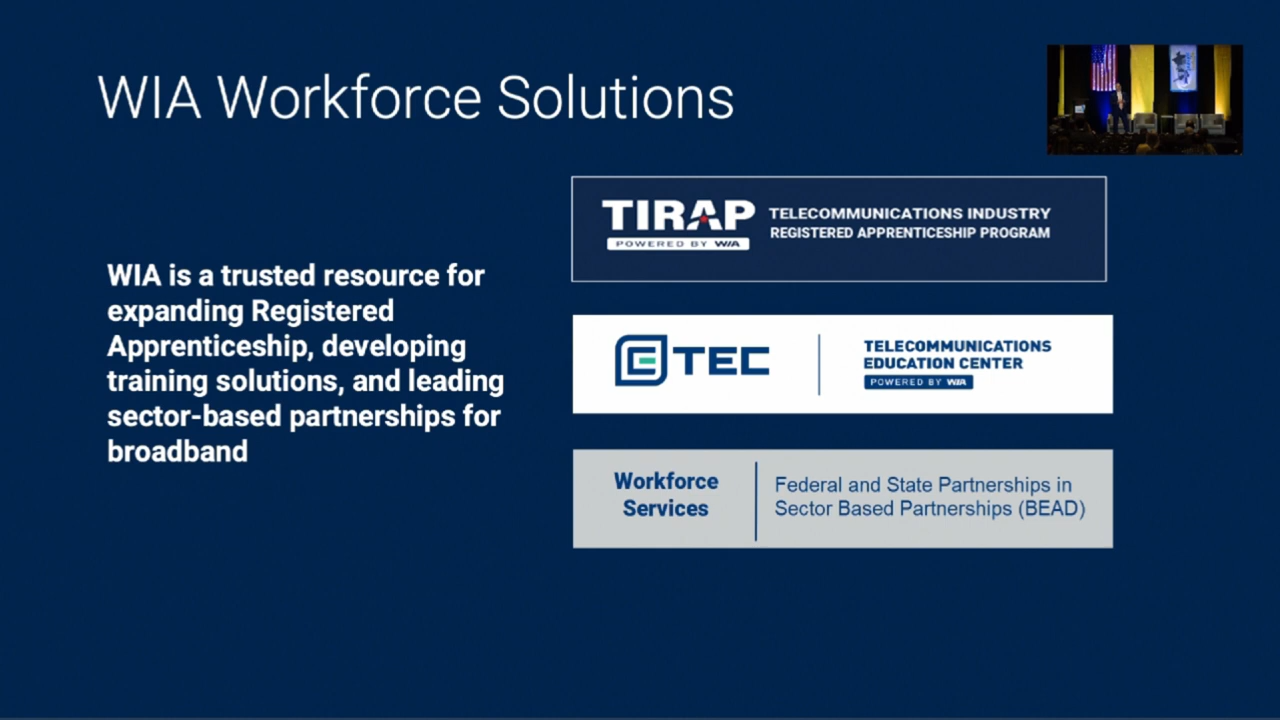 WIA Workforce Solutions
WIA is a trusted resource for
expanding Registered
Apprenticeship, developing
training solutions, and leading
sector-based partnerships for
broadband
TIRAP
POWERED BY WIA
TELECOMMUNICATIONS INDUSTRY
REGISTERED APPRENTICESHIP PROGRAM
TEC
TELECOMMUNICATIONS
EDUCATION CENTER
POWERED BY WIA
Workforce
Services
Federal and State Partnerships in
Sector Based Partnerships (BEAD)